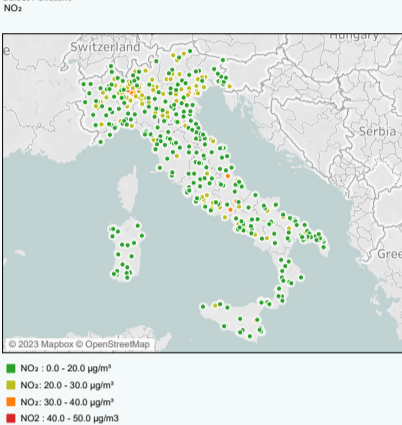 NO₂
Switzerland
Hungary
Serbia
Gree
© 2023 Mapbox © OpenStreetMap
NO₂ : 0.0 - 20.0 µg/m³
NO₂: 20.0 - 30.0 µg/m³
NO₂: 30.0 - 40.0 µg/m³
NO2 : 40.0 - 50.0 µg/m3